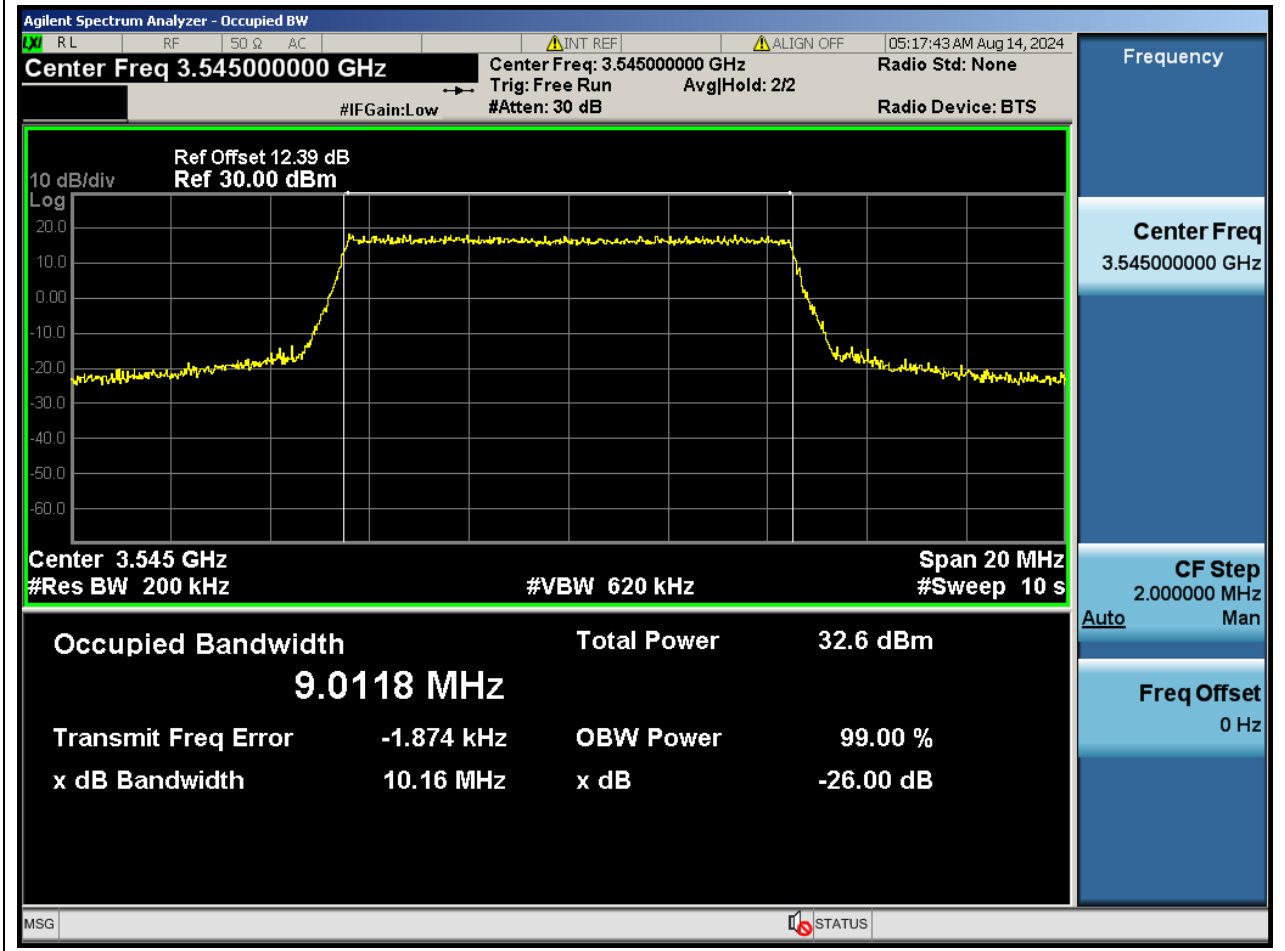 Agilent Spectrum Analyzer - Occupied BW
LXI RL RF 50 Ω AC INT REF ALIGN OFF 05:17:43 AM Aug 14, 2024
Center Freq 3.545000000 GHz
Center Freq: 3.545000000 GHz
Radio Std: None
Trig: Free Run Avg|Hold: 2/2
#IFGain:Low
#Atten: 30 dB
Radio Device: BTS
Ref Offset 12.39 dB
10 dB/div Ref 30.00 dBm
Log
20.0
10.0
0.00
-10.0
-20.0
-30.0
-40.0
-50.0
-60.0
Center 3.545 GHz Span 20 MHz
#Res BW 200 kHz #VBW 620 kHz #Sweep 10 s
Occupied Bandwidth Total Power 32.6 dBm
9.0118 MHz
Transmit Freq Error -1.874 kHz OBW Power 99.00 %
x dB Bandwidth 10.16 MHz x dB -26.00 dB
Frequency
Center Freq
3.545000000 GHz
CF Step
2.000000 MHz
Auto Man
Freq Offset
0 Hz
MSG STATUS